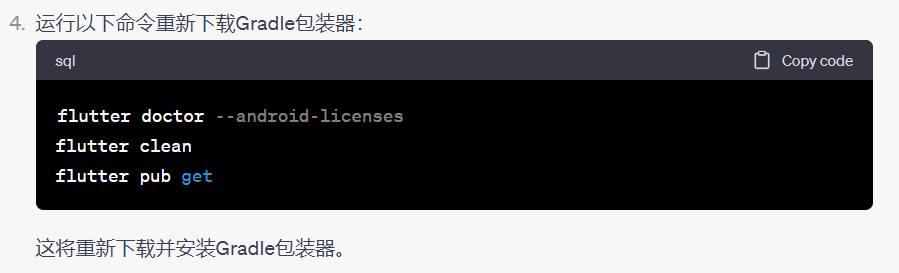 4. 运行以下命令重新下载Gradle包装器：
sql Copy code
flutter doctor --android-licenses
flutter clean
flutter pub get
这将重新下载并安装Gradle包装器。